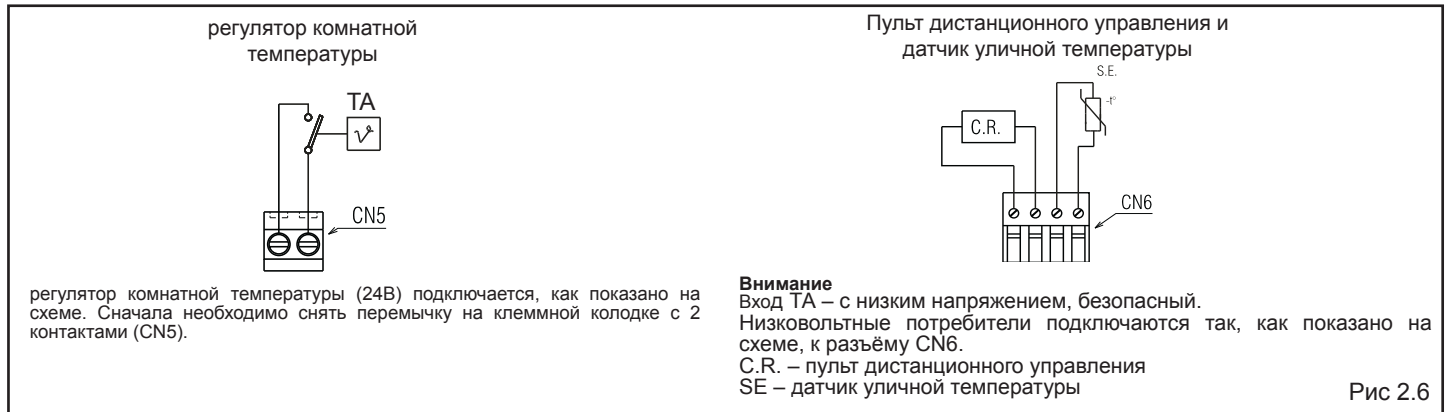 регулятор комнатной
температуры
TA
CN5
регулятор комнатной температуры (24В) подключается, как показано на
схеме. Сначала необходимо снять перемычку на клеммной колодке с 2
контактами (CN5).
Пульт дистанционного управления и
датчик уличной температуры
S.E.
-t°
C.R.
CN6
Внимание
Вход ТА – с низким напряжением, безопасный.
Низковольтные потребители подключаются так, как показано на
схеме, к разъёму CN6.
C.R. – пульт дистанционного управления
SE – датчик уличной температуры
Рис 2.6